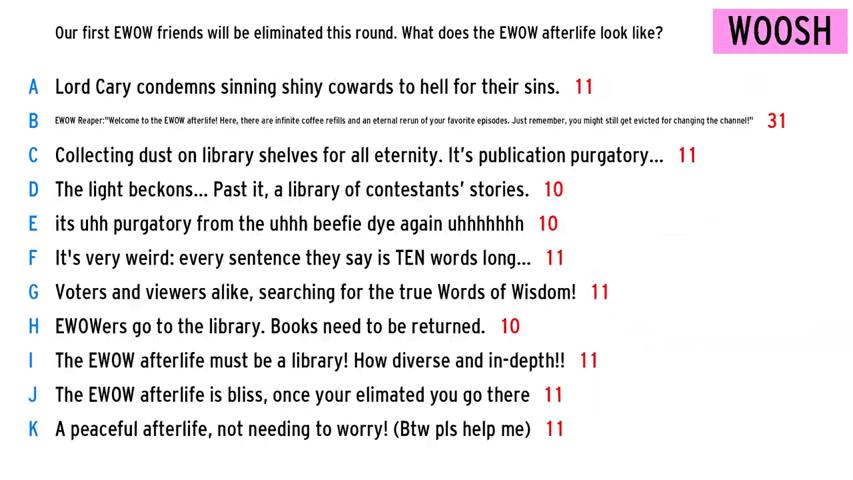 Our first EWOW friends will be eliminated this round. What does the EWOW afterlife look like?
WOOSH
A Lord Cary condemns sinning shiny cowards to hell for their sins. 11
B EWOW Reaper:"Welcome to the EWOW afterlife! Here, there are infinite coffee refills and an eternal rerun of your favorite episodes. Just remember, you might still get evicted for changing the channel!" 31
C Collecting dust on library shelves for all eternity. It's publication purgatory... 11
D The light beckons... Past it, a library of contestants' stories. 10
E its uhh purgatory from the uhhh beefie dye again uhhhhhhh 10
F It's very weird: every sentence they say is TEN words long... 11
G Voters and viewers alike, searching for the true Words of Wisdom! 11
H EWOWers go to the library. Books need to be returned. 10
I The EWOW afterlife must be a library! How diverse and in-depth!! 11
J The EWOW afterlife is bliss, once your elimated you go there 11
K A peaceful afterlife, not needing to worry! (Btw pls help me) 11